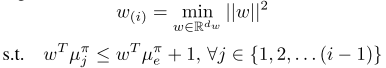 w_{(i)} = \min_{w \in \mathbb{R}^{d_w}} ||w||^2
s.t. w^T \mu_j^\pi \leq w^T \mu_e^\pi + 1, \forall j \in \{1, 2, \ldots (i-1)\}